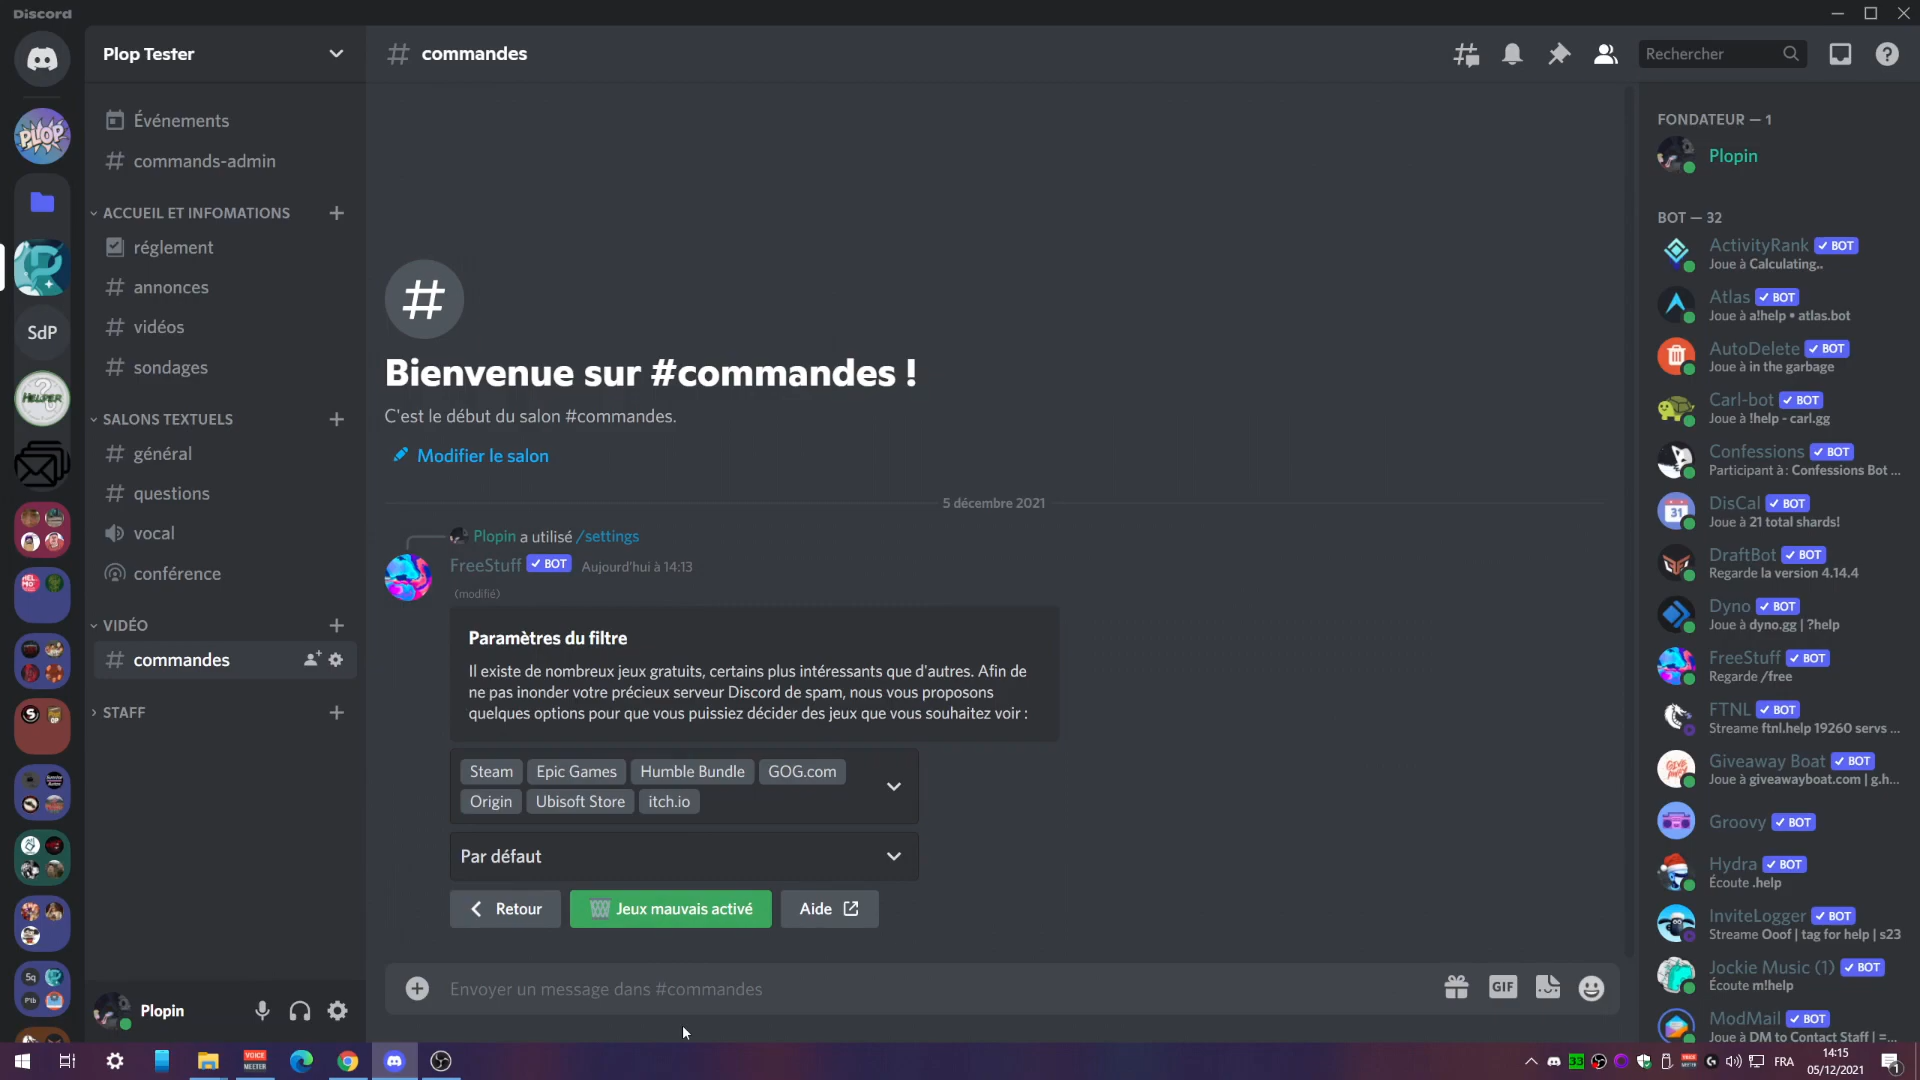 Discord
Plop Tester
commandes
Rechercher
PLOP
SdP
HELPER
Événements
commands-admin
ACCUEIL ET INFOMATIONS
réglement
annonces
vidéos
sondages
SALONS TEXTUELS
général
questions
vocal
conférence
VIDÉO
commandes
STAFF
Plopin
Bienvenue sur #commandes !
C'est le début du salon #commandes.
Modifier le salon
5 décembre 2021
Plopin a utilisé /settings
FreeStuff BOT Aujourd'hui à 14:13
(modifié)
Paramètres du filtre
Il existe de nombreux jeux gratuits, certains plus intéressants que d'autres. Afin de
ne pas inonder votre précieux serveur Discord de spam, nous vous proposons
quelques options pour que vous puissiez décider des jeux que vous souhaitez voir :
Steam Epic Games Humble Bundle GOG.com
Origin Ubisoft Store itch.io
Par défaut
Retour Jeux mauvais activé Aide
Envoyer un message dans #commandes
GIF
FONDATEUR — 1
Plopin
BOT — 32
ActivityRank BOT
Joue à Calculating..
Atlas BOT
Joue à a!help • atlas.bot
AutoDelete BOT
Joue à in the garbage
Carl-bot BOT
Joue à !help - carl.gg
Confessions BOT
Participant à : Confessions Bot ...
31
DisCal BOT
Joue à 21 total shards!
DraftBot BOT
Regarde la version 4.14.4
Dyno BOT
Joue à dyno.gg | ?help
FreeStuff BOT
Regarde /free
FTNL BOT
Streame ftnl.help 19260 servs ...
Giveaway Boat BOT
Joue à giveawayboat.com | g.h...
Groovy BOT
Hydra BOT
Écoute .help
InviteLogger BOT
Streame Ooof | tag for help | s23
Jockie Music (1) BOT
Écoute m!help
ModMail BOT
Joue à DM to Contact Staff | =...
VOICE
MEETER
33
FRA
14:15
05/12/2021
1